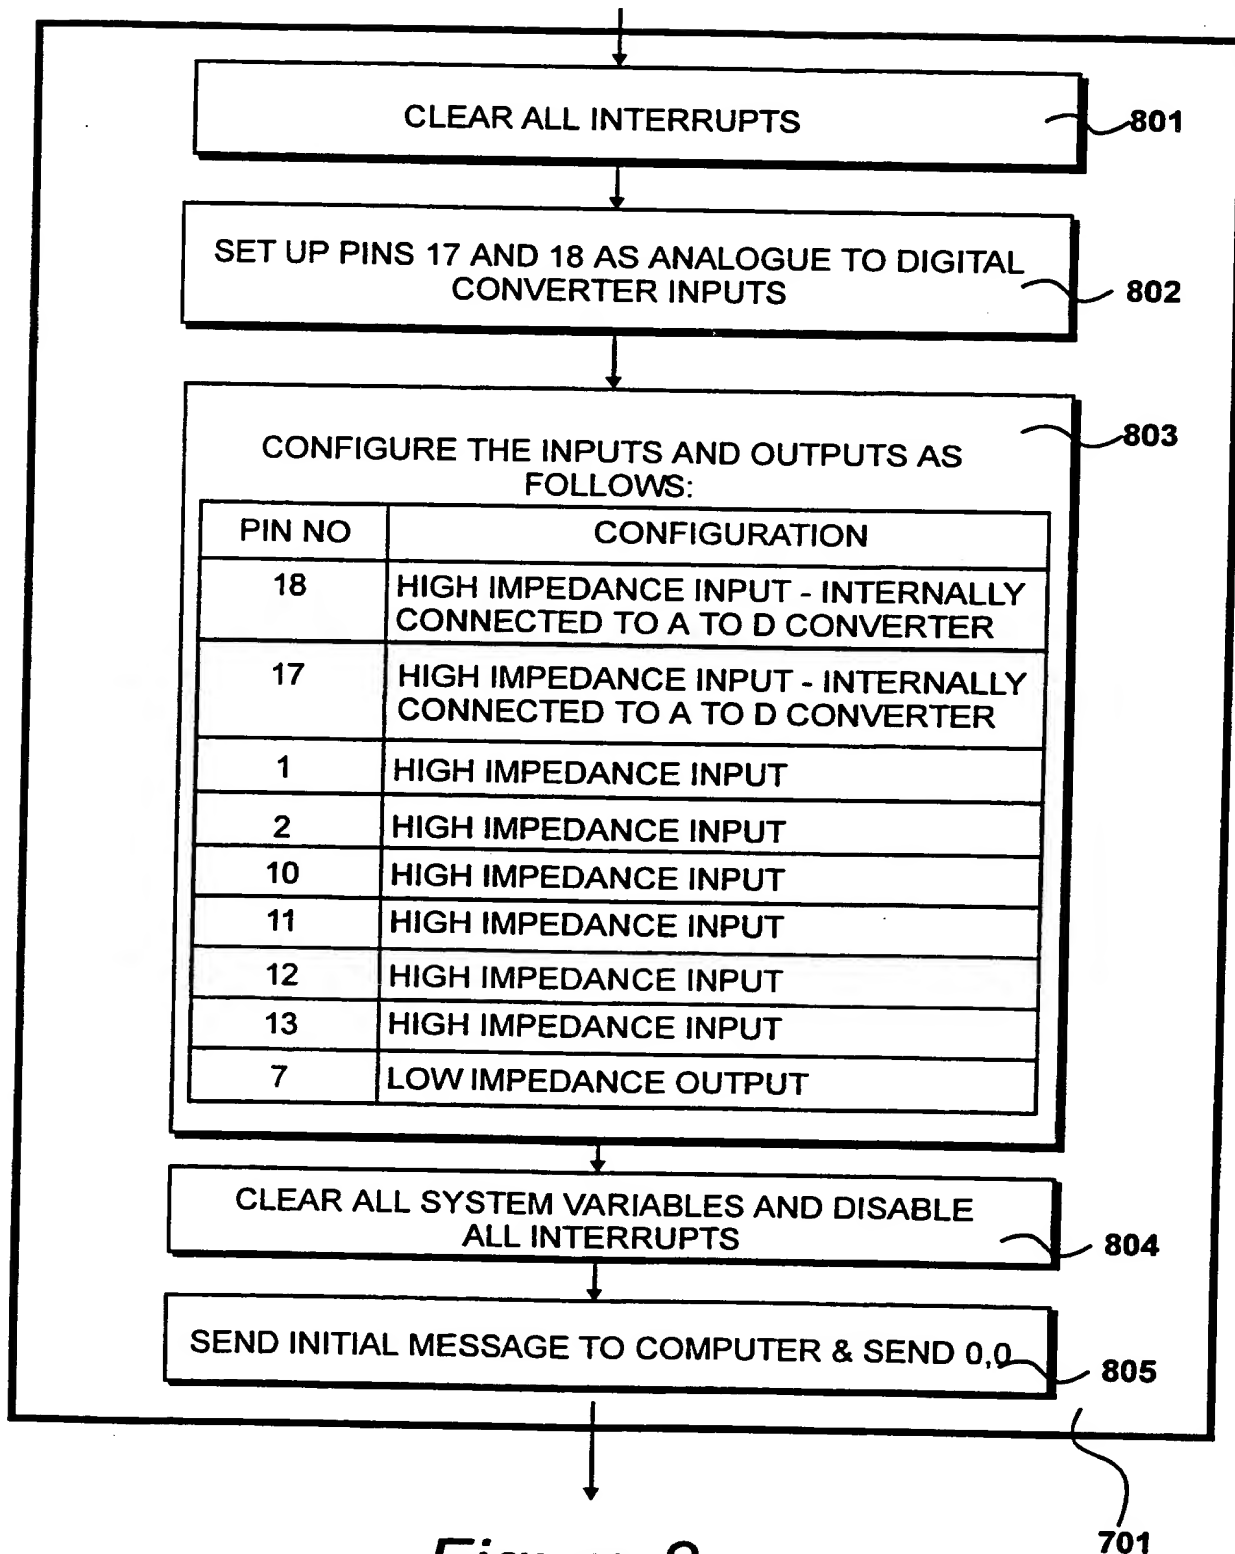 CLEAR ALL INTERRUPTS
801
SET UP PINS 17 AND 18 AS ANALOGUE TO DIGITAL
CONVERTER INPUTS
802
803
CONFIGURE THE INPUTS AND OUTPUTS AS
FOLLOWS:
PIN NO CONFIGURATION
18 HIGH IMPEDANCE INPUT - INTERNALLY
CONNECTED TO A TO D CONVERTER
17 HIGH IMPEDANCE INPUT - INTERNALLY
CONNECTED TO A TO D CONVERTER
1 HIGH IMPEDANCE INPUT
2 HIGH IMPEDANCE INPUT
10 HIGH IMPEDANCE INPUT
11 HIGH IMPEDANCE INPUT
12 HIGH IMPEDANCE INPUT
13 HIGH IMPEDANCE INPUT
7 LOW IMPEDANCE OUTPUT
CLEAR ALL SYSTEM VARIABLES AND DISABLE
ALL INTERRUPTS
804
SEND INITIAL MESSAGE TO COMPUTER & SEND 0,0
805
701